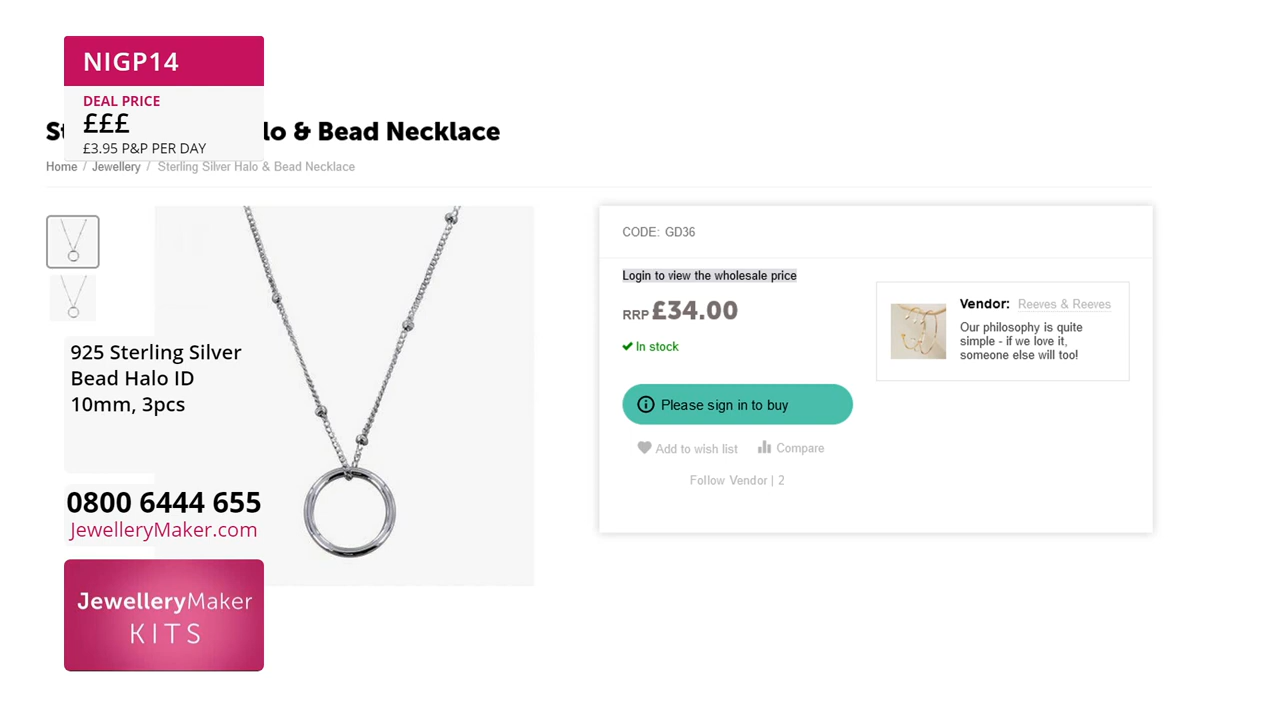 NIGP14
DEAL PRICE
£££
£3.95 P&P PER DAY
lo & Bead Necklace
Home / Jewellery / Sterling Silver Halo & Bead Necklace
925 Sterling Silver
Bead Halo ID
10mm, 3pcs
0800 6444 655
JewelleryMaker.com
JewelleryMaker
KITS
CODE: GD36
Login to view the wholesale price
RRP £34.00
In stock
Please sign in to buy
Add to wish list
Compare
Follow Vendor | 2
Vendor: Reeves & Reeves
Our philosophy is quite
simple - if we love it,
someone else will too!